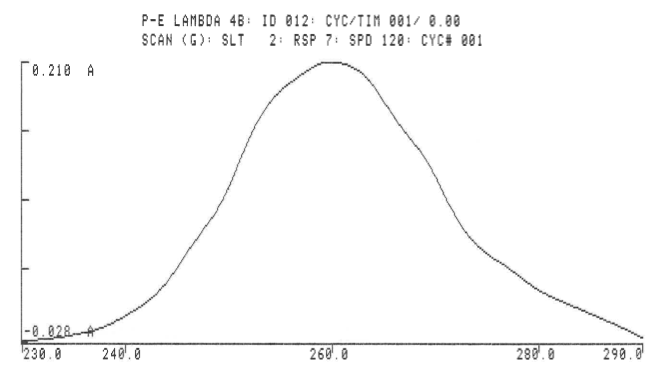 P-E LAMBDA 4B: ID 012: CYC/TIM 001/ 0.00
SCAN (G): SLT 2: RSP 7: SPD 120: CYC# 001
0.210 A
-0.028 A
230.0 240.0 260.0 280.0 290.0